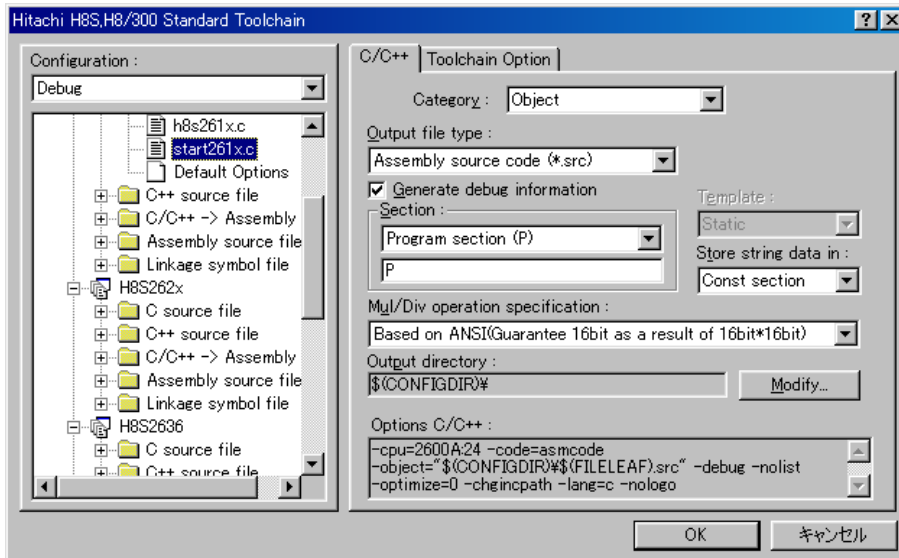 Hitachi H8S,H8/300 Standard Toolchain
Configuration :
Debug
h8s261x.c
start261x.c
Default Options
C++ source file
C/C++ -> Assembly
Assembly source file
Linkage symbol file
H8S262x
C source file
C++ source file
C/C++ -> Assembly
Assembly source file
Linkage symbol file
H8S2636
C source file
C++ source file
C/C++ Toolchain Option
Category : Object
Output file type :
Assembly source code (*.src)
Generate debug information
Section :
Program section (P)
P
Template :
Static
Store string data in :
Const section
Mul/Div operation specification :
Based on ANSI(Guarantee 16bit as a result of 16bit*16bit)
Output directory :
$(CONFIGDIR)¥
Modify...
Options C/C++ :
-cpu=2600A:24 -code=asmcode
-object="$(CONFIGDIR)¥$(FILELEAF).src" -debug -nolist
-optimize=0 -chgincpath -lang=c -nologo
OK キャンセル